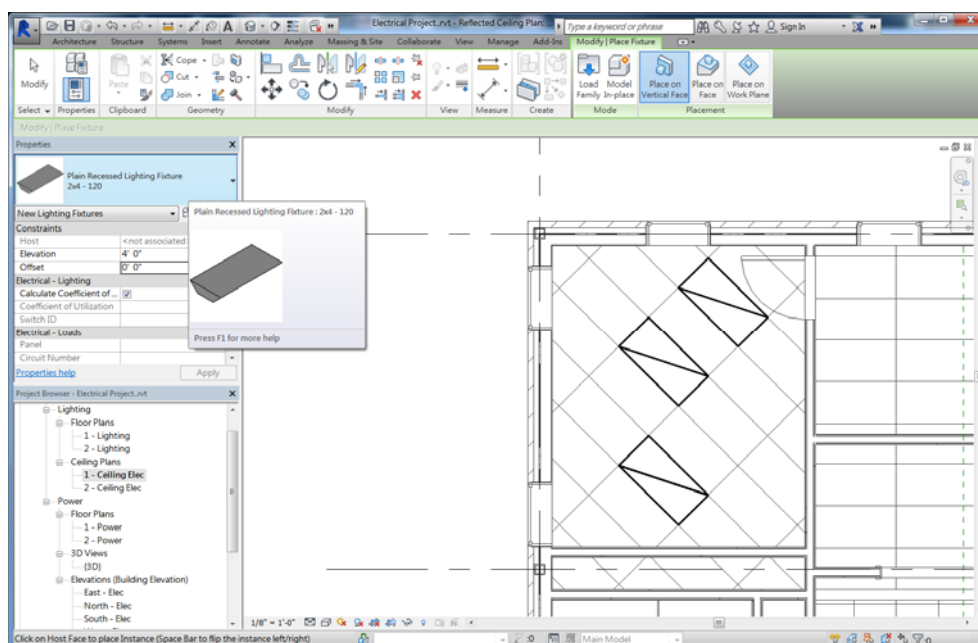 Electrical Project..rvt - Reflected Ceiling Plan:
Type a keyword or phrase
Sign In
Architecture Structure Systems Insert Annotate Analyze Massing & Site Collaborate View Manage Add-Ins Modify | Place Fixture
Modify
Paste
Cope
Cut
Join
Load Family
Model In-place
Place on Vertical Face
Place on Face
Place on Work Plane
Select Properties Clipboard Geometry Modify View Measure Create Mode Placement
Modify | Place Fixture
Properties X
Plain Recessed Lighting Fixture
2x4 - 120
New Lighting Fixtures
Plain Recessed Lighting Fixture : 2x4 - 120
Constraints
Host <not associated
Elevation 4' 0"
Offset 0' 0"
Electrical - Lighting
Calculate Coefficient of ...
Coefficient of Utilization
Switch ID
Electrical - Loads
Panel
Press F1 for more help
Circuit Number
Properties help Apply
Project Browser - Electrical Project..rvt X
Lighting
Floor Plans
1 - Lighting
2 - Lighting
Ceiling Plans
1 - Ceiling Elec
2 - Ceiling Elec
Power
Floor Plans
1 - Power
2 - Power
3D Views
{3D}
Elevations (Building Elevation)
East - Elec
North - Elec
South - Elec
1/8" = 1'-0"
Click on Host Face to place Instance (Space Bar to flip the instance left/right)
:0
Main Model